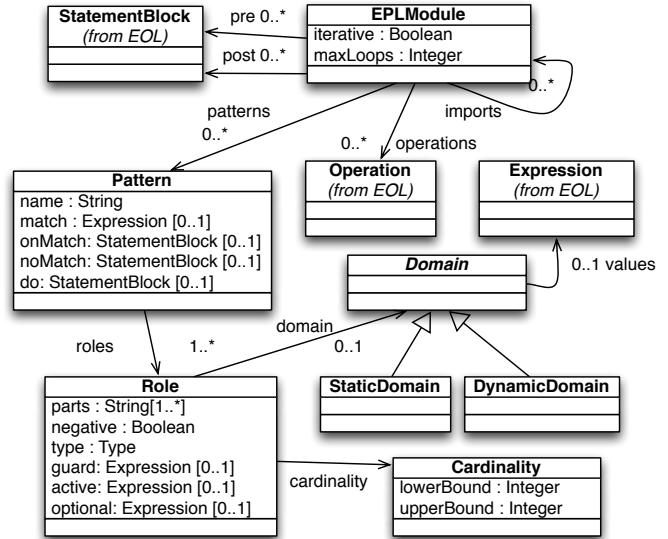 StatementBlock
(from EOL)
pre 0..*
post 0..*
EPLModule
iterative : Boolean
maxLoops : Integer
0..*
imports
patterns
0..*
0..*
operations
Pattern
name : String
match : Expression [0..1]
onMatch: StatementBlock [0..1]
noMatch: StatementBlock [0..1]
do: StatementBlock [0..1]
Operation
(from EOL)
Expression
(from EOL)
Domain
0..1 values
roles
1..*
domain
0..1
StaticDomain
DynamicDomain
Role
parts : String[1..*]
negative : Boolean
type : Type
guard: Expression [0..1]
active: Expression [0..1]
optional: Expression [0..1]
cardinality
Cardinality
lowerBound : Integer
upperBound : Integer